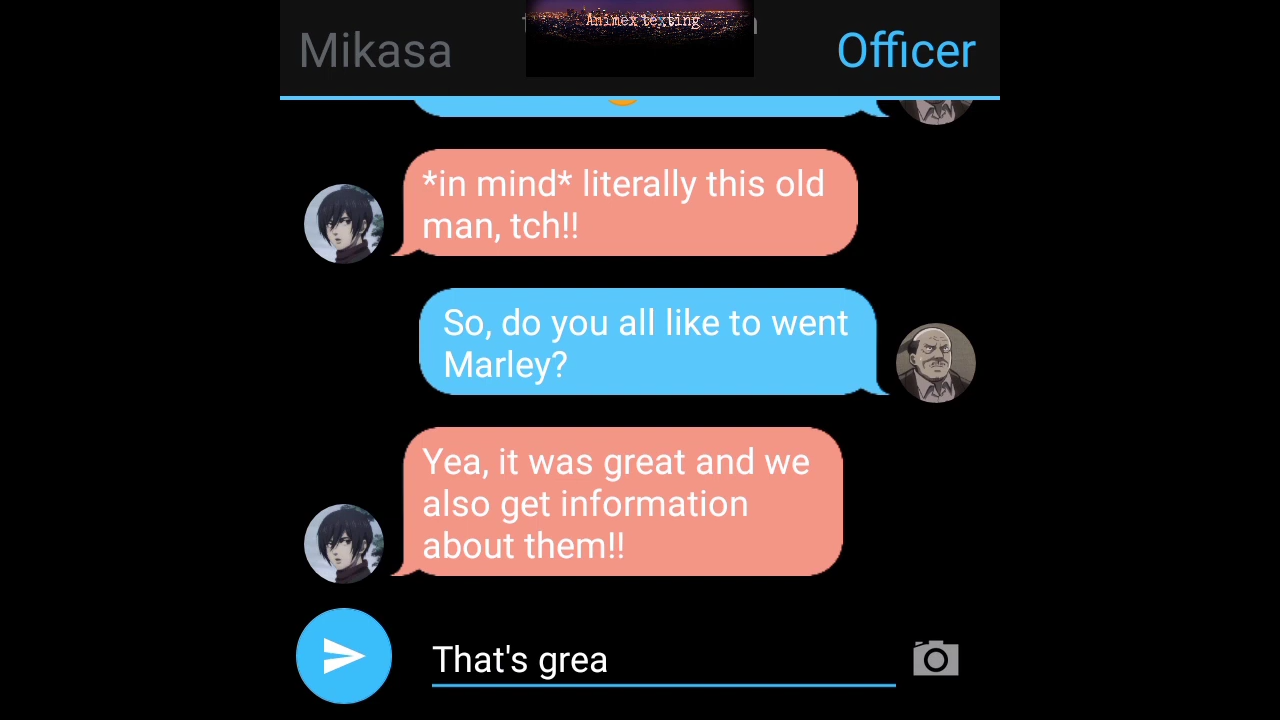 Mikasa
Animex texting
Officer
*in mind* literally this old
man, tch!!
So, do you all like to went
Marley?
Yea, it was great and we
also get information
about them!!
That's grea